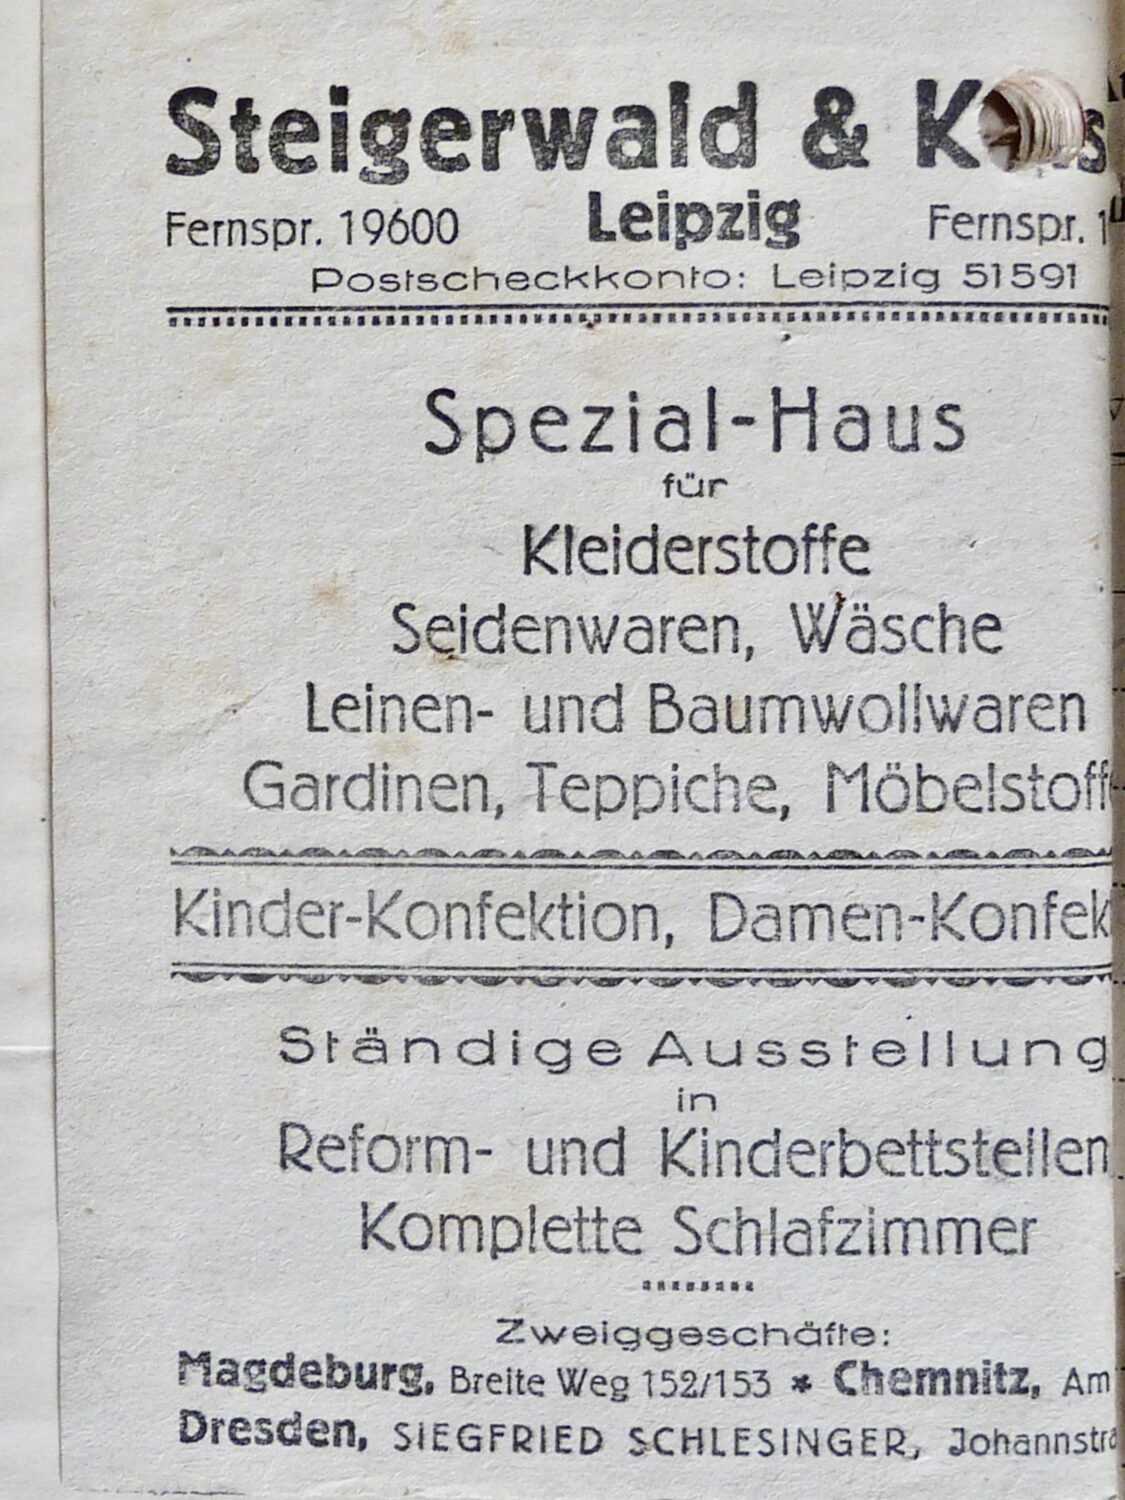 Steigerwald &
Fernspr. 19600 Leipzig Fernspr.
Postscheckkonto: Leipzig 51591
Spezial-Haus
für
Kleiderstoffe
Seidenwaren, Wäsche
Leinen- und Baumwollwaren
Gardinen, Teppiche, Möbelstoff
Kinder-Konfektion, Damen-Konfek
Ständige Ausstellung
in
Reform- und Kinderbettstellen
Komplette Schlafzimmer
Zweiggeschäfte:
Magdeburg, Breite Weg 152/153 * Chemnitz, Am
Dresden, SIEGFRIED SCHLESINGER, Johannstra